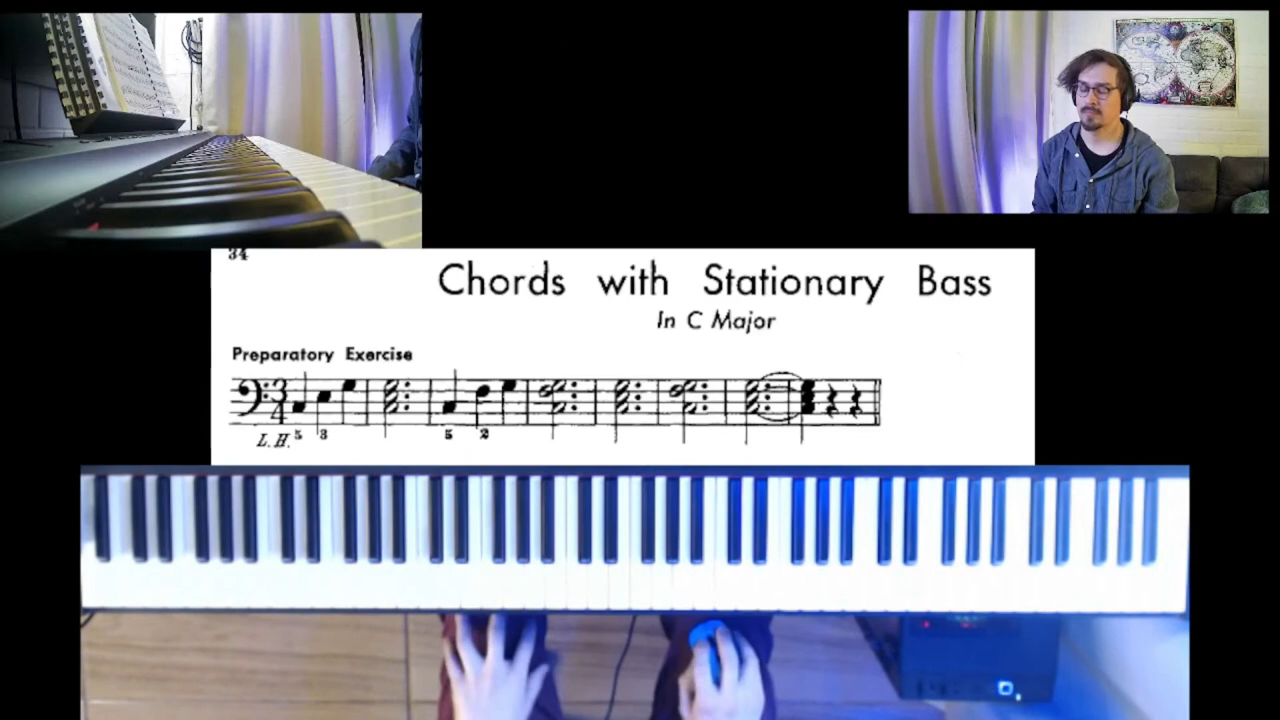 34
Chords with Stationary Bass
In C Major
Preparatory Exercise
3
4
L. H. 5 3 5 2